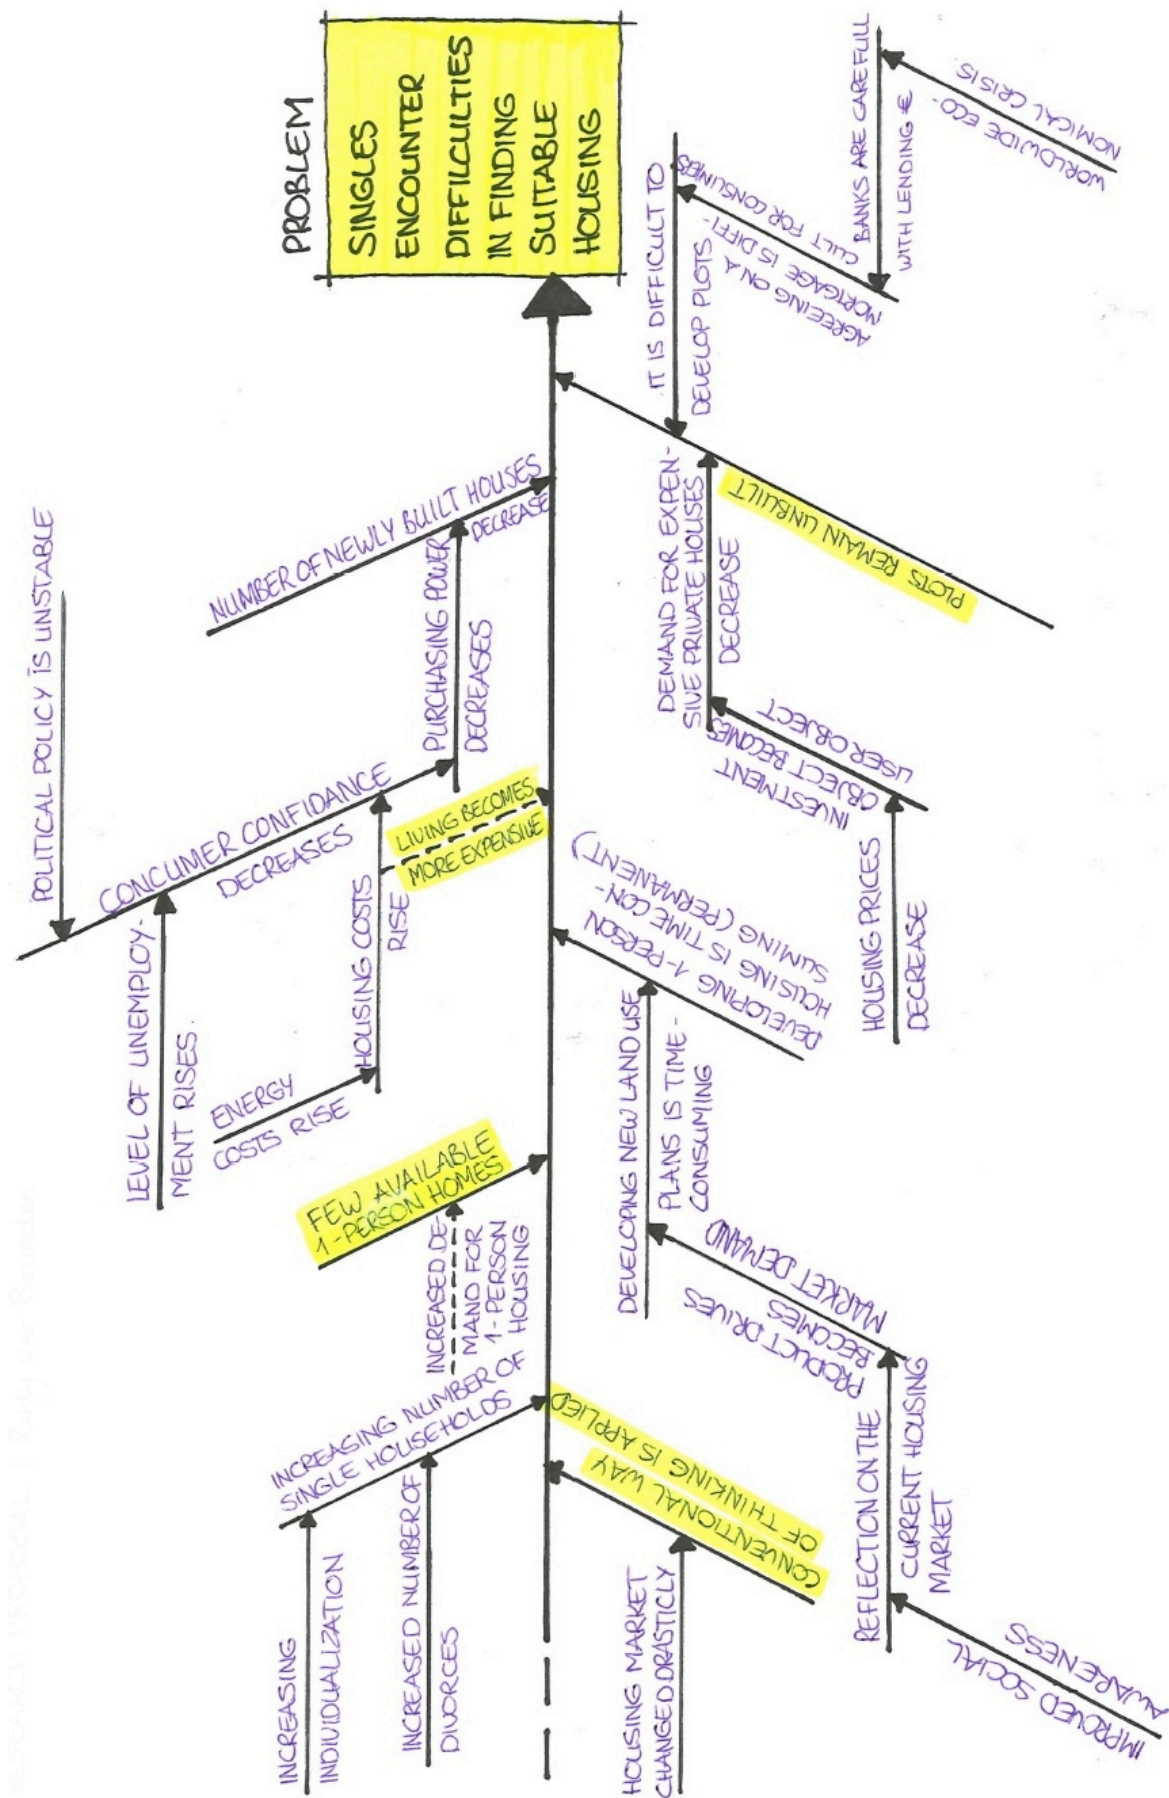 PROBLEM
SINGLES
ENCOUNTER
DIFFICULTIES
IN FINDING
SUITABLE
HOUSING
POLITICAL POLICY IS UNSTABLE
CONCUMER CONFIDANCE
DECREASES
LEVEL OF UNEMPLOY-
MENT RISES.
ENERGY
COSTS RISE
HOUSING COSTS
RISE
LIVING BECOMES
MORE EXPENSIVE
PURCHASING POWER
DECREASES
NUMBER OF NEWLY BUILT HOUSES
DECREASE
FEW AVAILABLE
1-PERSON HOMES
INCREASED DE-
MAND FOR
1-PERSON
HOUSING
INCREASING NUMBER OF
SINGLE HOUSEHOLDS
INCREASING
INDIVIDUALIZATION
INCREASED NUMBER OF
DIVORCES
HOUSING MARKET
CHANGED DRASTICLY
CONVENTIONAL WAY
OF THINKING IS APPLIED
IMPROVED SOCIAL
AWARENESS
REFLECTION ON THE
CURRENT HOUSING
MARKET
PRODUCT DRIVES
BECOMES
MARKET DEMAND
DEVELOPING NEW LAND USE
PLANS IS TIME-
CONSUMING
DEVELOPING 1-PERSON
HOUSING IS TIME CON-
SUMING (PERMANENT)
HOUSING PRICES
DECREASE
INVESTMENT
OBJECT BECOMES
USER OBJECT
DEMAND FOR EXPEN-
SIVE PRIVATE HOUSES
DECREASE
PLOTS REMAIN UNBUILT
IT IS DIFFICULT TO
DEVELOP PLOTS
AGREEING ON A
MORTGAGE IS DIFFI-
CULT FOR CONSUMERS
BANKS ARE CAREFULL
WITH LENDING €
WORLDWIDE ECO-
NOMICAL CRISIS
RESEARCH PROPOSAL | Rudy van